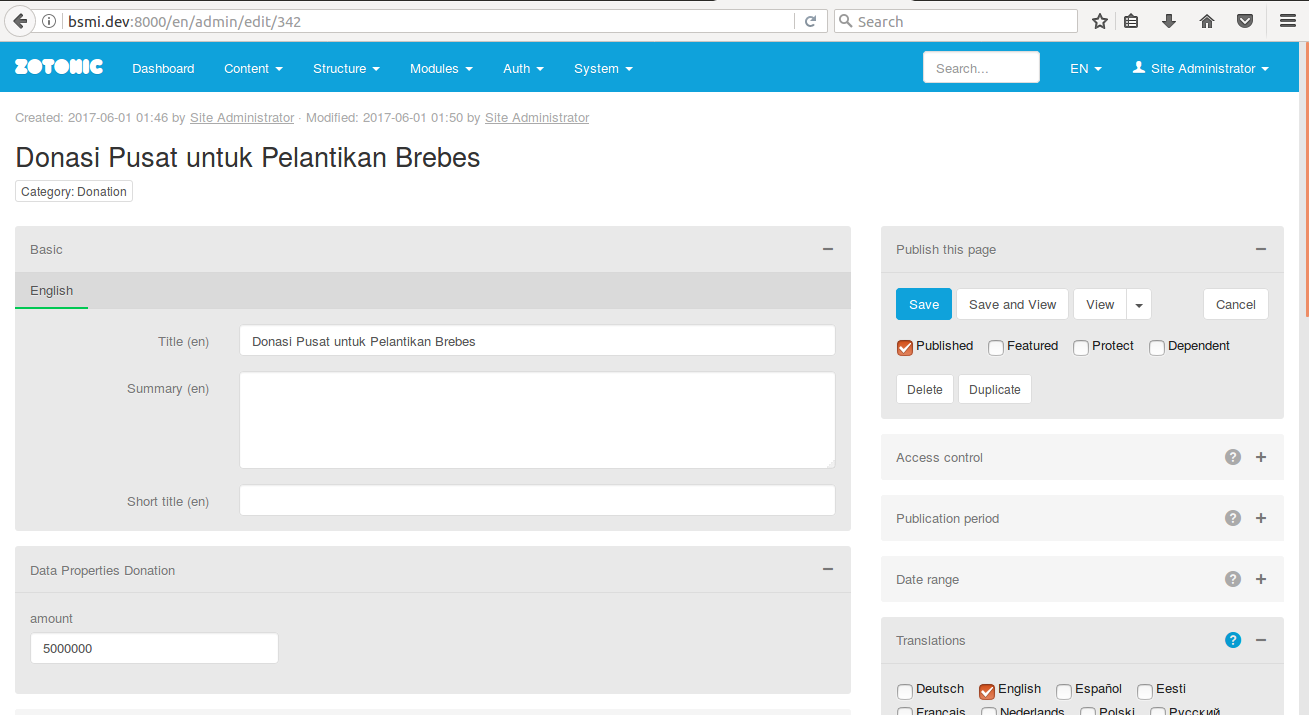 bsmi.dev:8000/en/admin/edit/342
Search
ZOTONIC Dashboard Content Structure Modules Auth System Search... EN Site Administrator
Created: 2017-06-01 01:46 by Site Administrator · Modified: 2017-06-01 01:50 by Site Administrator
Donasi Pusat untuk Pelantikan Brebes
Category: Donation
Basic
English
Title (en) Donasi Pusat untuk Pelantikan Brebes
Summary (en)
Short title (en)
Data Properties Donation
amount
5000000
Publish this page
Save Save and View View Cancel
Published Featured Protect Dependent
Delete Duplicate
Access control ?
Publication period ?
Date range ?
Translations ?
Deutsch English Español Eesti
Français Nederlands Polski Русский